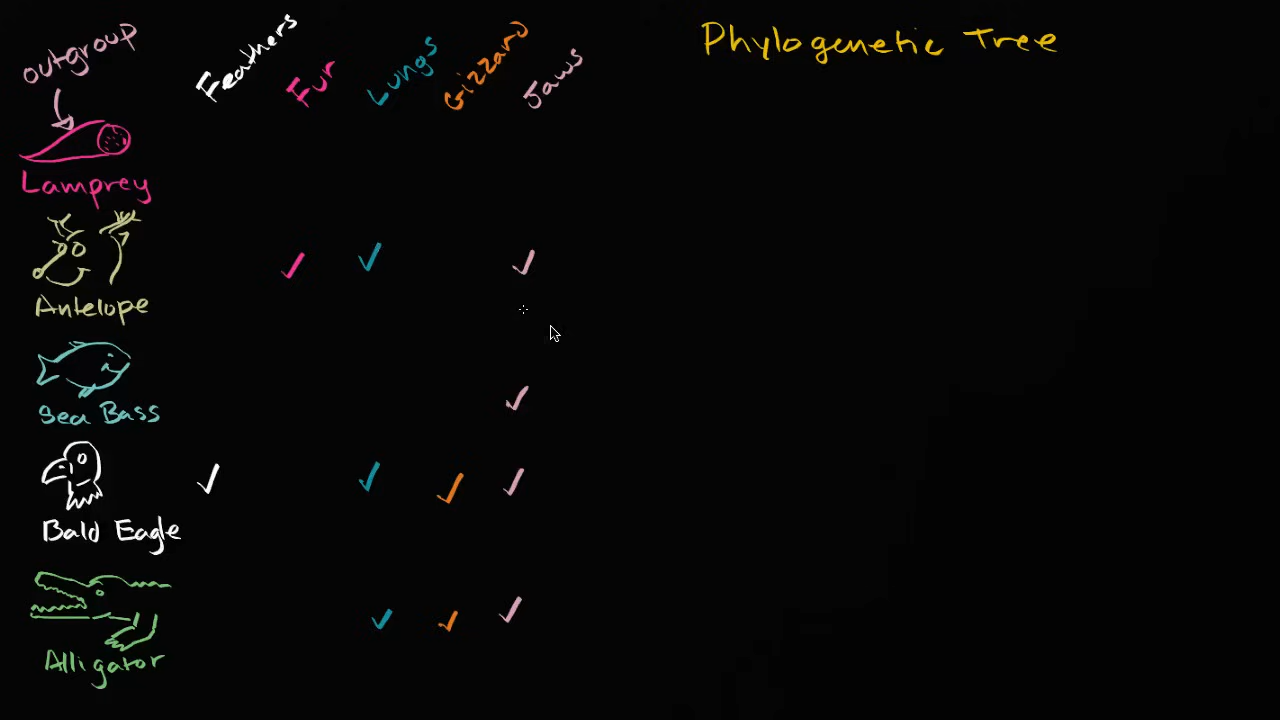 outgroup
Feathers
Fur
Lungs
Gizzard
Jaws
Phylogenetic Tree
Lamprey
Antelope
Sea Bass
Bald Eagle
Alligator